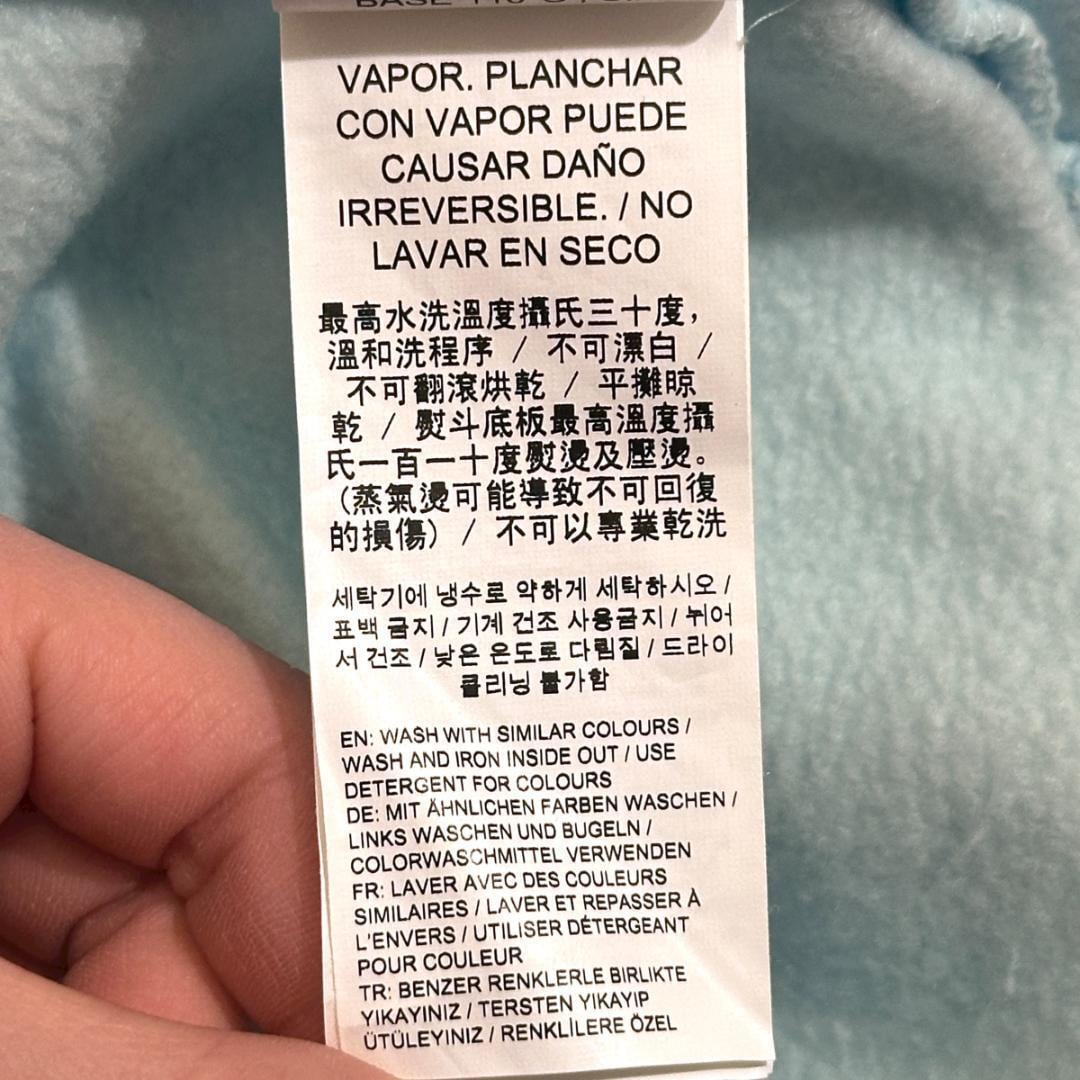 VAPOR. PLANCHAR
CON VAPOR PUEDE
CAUSAR DAÑO
IRREVERSIBLE. / NO
LAVAR EN SECO
最高水洗溫度攝氏三十度，
溫和洗程序 / 不可漂白 /
不可翻滾烘乾 / 平攤晾
乾 / 熨斗底板最高溫度攝
氏一百一十度熨燙及壓燙。
(蒸氣燙可能導致不可回復
的損傷) / 不可以專業乾洗
세탁기에 냉수로 약하게 세탁하시오 /
표백 금지 / 기계 건조 사용금지 / 뉘어
서 건조 / 낮은 온도로 다림질 / 드라이
클리닝 불가함
EN: WASH WITH SIMILAR COLOURS /
WASH AND IRON INSIDE OUT / USE
DETERGENT FOR COLOURS
DE: MIT ÄHNLICHEN FARBEN WASCHEN /
LINKS WASCHEN UND BUGELN /
COLORWASCHMITTEL VERWENDEN
FR: LAVER AVEC DES COULEURS
SIMILAIRES / LAVER ET REPASSER À
L'ENVERS / UTILISER DÉTERGEANT
POUR COULEUR
TR: BENZER RENKLERLE BIRLIKTE
YIKAYINIZ / TERSTEN YIKAYIP
ÜTÜLEYINIZ / RENKLİLERE ÖZEL